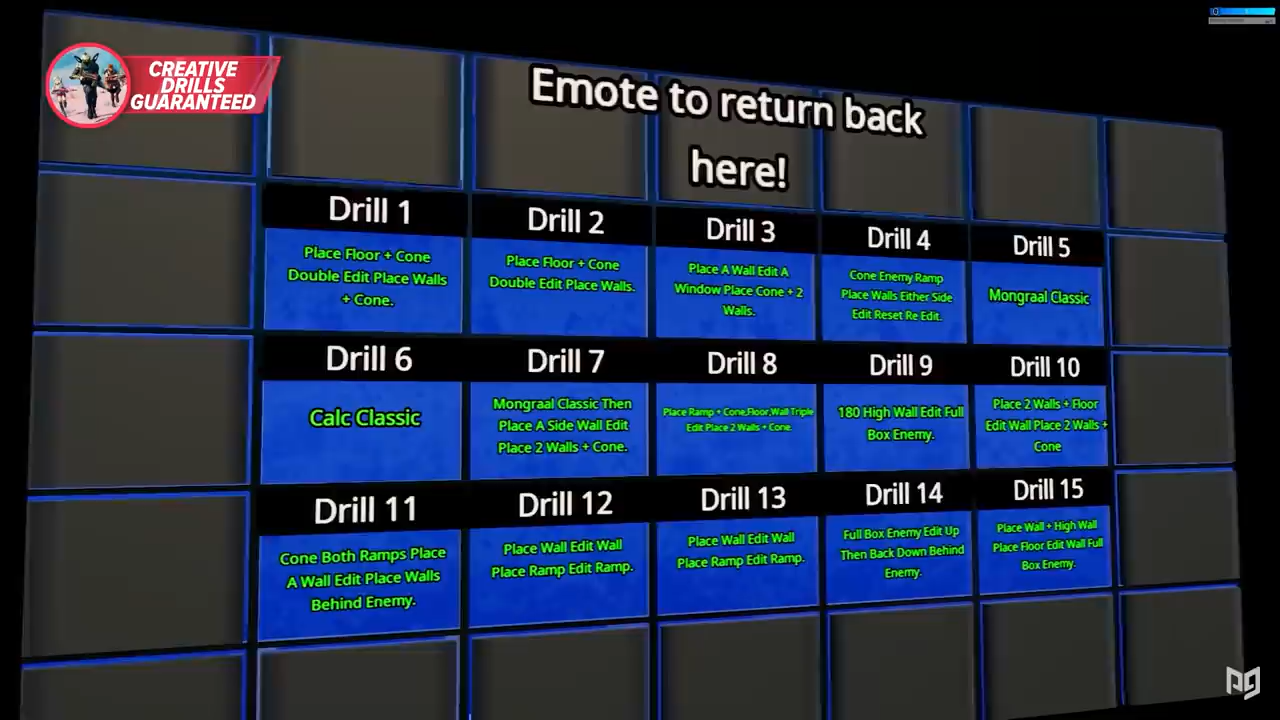 CREATIVE
DRILLS
GUARANTEED
Emote to return back
here!
Drill 1
Place Floor + Cone
Double Edit Place Walls
+ Cone.
Drill 2
Place Floor + Cone
Double Edit Place Walls.
Drill 3
Place A Wall Edit A
Window Place Cone + 2
Walls.
Drill 4
Cone Enemy Ramp
Place Walls Either Side
Edit Reset Re Edit.
Drill 5
Mongraal Classic
Drill 6
Calc Classic
Drill 7
Mongraal Classic Then
Place A Side Wall Edit
Place 2 Walls + Cone.
Drill 8
Place Ramp + Cone,Floor,Wall Triple
Edit Place 2 Walls + Cone.
Drill 9
180 High Wall Edit Full
Box Enemy.
Drill 10
Place 2 Walls + Floor
Edit Wall Place 2 Walls +
Cone
Drill 11
Cone Both Ramps Place
A Wall Edit Place Walls
Behind Enemy.
Drill 12
Place Wall Edit Wall
Place Ramp Edit Ramp.
Drill 13
Place Wall Edit Wall
Place Ramp Edit Ramp.
Drill 14
Full Box Enemy Edit Up
Then Back Down Behind
Enemy.
Drill 15
Place Wall + High Wall
Place Floor Edit Wall Full
Box Enemy.